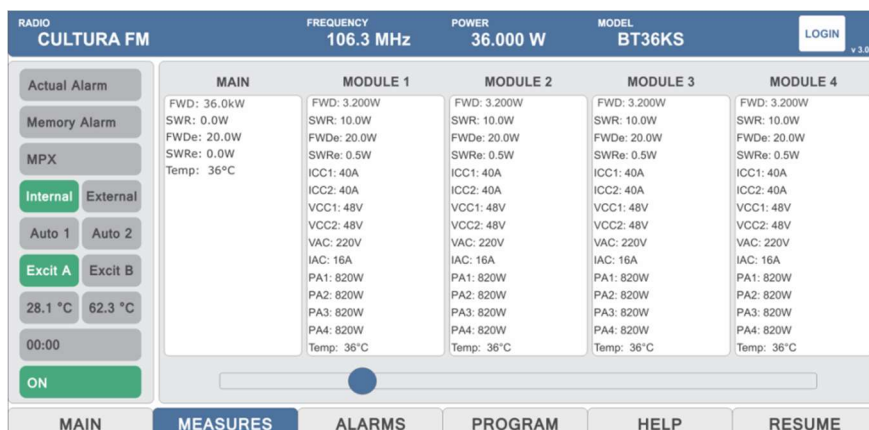 RADIO
CULTURA FM
FREQUENCY
106.3 MHz
POWER
36.000 W
MODEL
BT36KS
LOGIN
v 3.0
Actual Alarm
Memory Alarm
MPX
Internal External
Auto 1 Auto 2
Excit A Excit B
28.1 °C 62.3 °C
00:00
ON
MAIN
FWD: 36.0kW
SWR: 0.0W
FWDe: 20.0W
SWRe: 0.0W
Temp: 36ºC
MODULE 1
FWD: 3.200W
SWR: 10.0W
FWDe: 20.0W
SWRe: 0.5W
ICC1: 40A
ICC2: 40A
VCC1: 48V
VCC2: 48V
VAC: 220V
IAC: 16A
PA1: 820W
PA2: 820W
PA3: 820W
PA4: 820W
Temp: 36°C
MODULE 2
FWD: 3.200W
SWR: 10.0W
FWDe: 20.0W
SWRe: 0.5W
ICC1: 40A
ICC2: 40A
VCC1: 48V
VCC2: 48V
VAC: 220V
IAC: 16A
PA1: 820W
PA2: 820W
PA3: 820W
PA4: 820W
Temp: 36°C
MODULE 3
FWD: 3.200W
SWR: 10.0W
FWDe: 20.0W
SWRe: 0.5W
ICC1: 40A
ICC2: 40A
VCC1: 48V
VCC2: 48V
VAC: 220V
IAC: 16A
PA1: 820W
PA2: 820W
PA3: 820W
PA4: 820W
Temp: 36°C
MODULE 4
FWD: 3.200W
SWR: 10.0W
FWDe: 20.0W
SWRe: 0.5W
ICC1: 40A
ICC2: 40A
VCC1: 48V
VCC2: 48V
VAC: 220V
IAC: 16A
PA1: 820W
PA2: 820W
PA3: 820W
PA4: 820W
Temp: 36°C
MAIN MEASURES ALARMS PROGRAM HELP RESUME